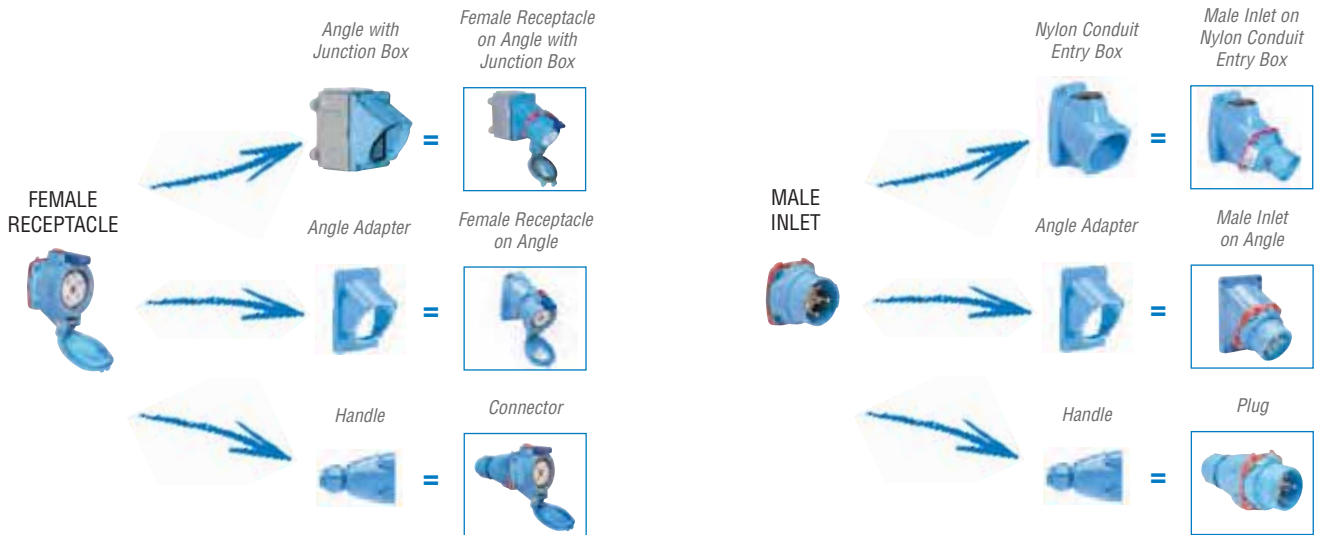 FEMALE
RECEPTACLE
Angle with
Junction Box
=
Female Receptacle
on Angle with
Junction Box
Angle Adapter
=
Female Receptacle
on Angle
Handle
=
Connector
MALE
INLET
Nylon Conduit
Entry Box
=
Male Inlet on
Nylon Conduit
Entry Box
Angle Adapter
=
Male Inlet
on Angle
Handle
=
Plug